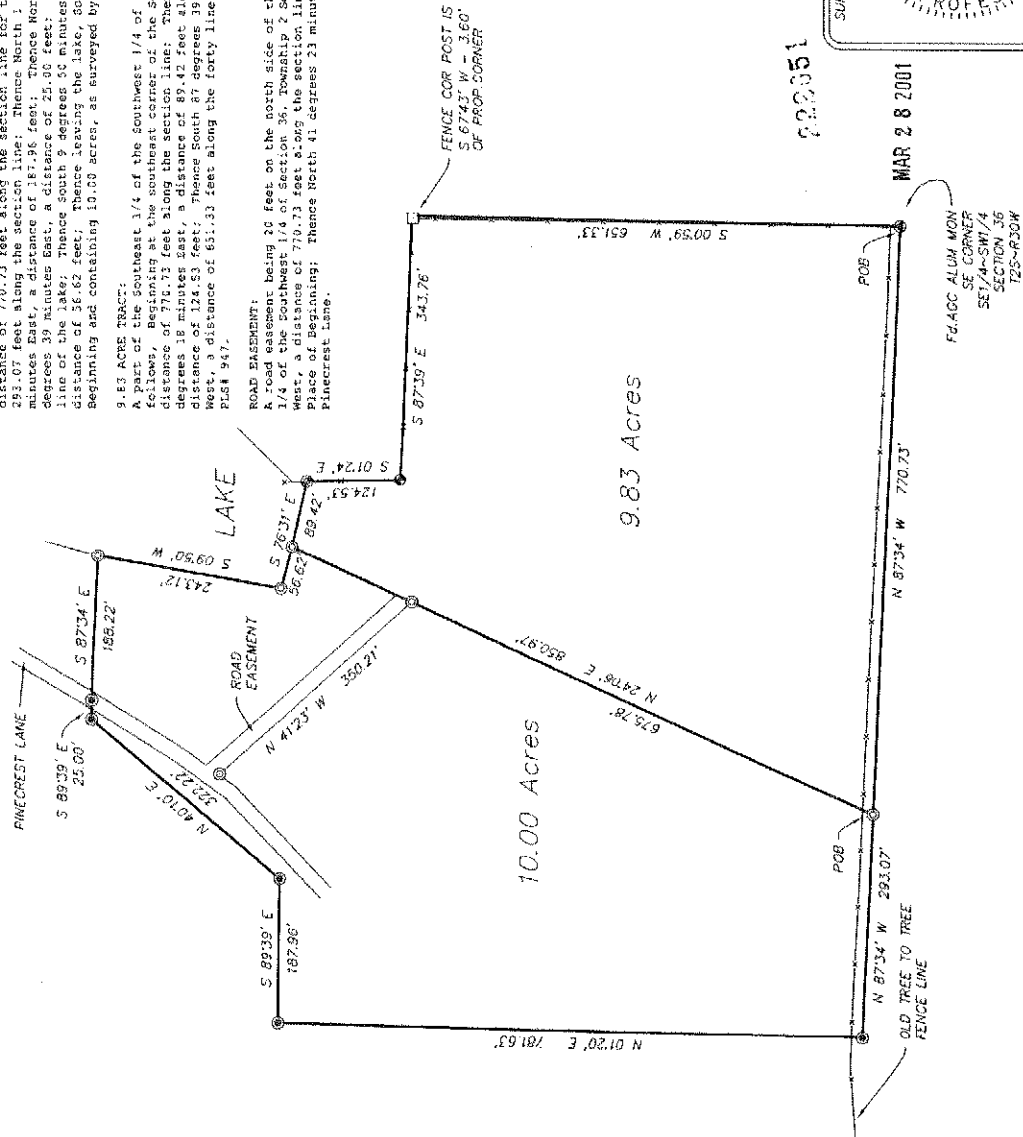 distance of 770.73 feet along the section line for t
293.07 feet along the section line; Thence North 1
minutes East, a distance of 187.96 feet; Thence Nor
degrees 39 minutes East, a distance of 25.00 feet;
line of the lake; Thence South 9 degrees 50 minutes
distance of 56.62 feet; Thence leaving the lake, So
Beginning and containing 10.00 acres, as surveyed by
9.83 ACRE TRACT:
A part of the Southeast 1/4 of the Southwest 1/4 of
follows, Beginning at the southeast corner of the S
distance of 770.73 feet along the section line; The
degrees 18 minutes East, a distance of 89.42 feet al
distance of 124.53 feet; Thence South 87 degrees 39
West, a distance of 651.33 feet along the forty line
PLS# 947.
ROAD EASEMENT:
A road easement being 20 feet on the north side of th
1/4 of the Southwest 1/4 of Section 36, Township 2 S
West, a distance of 770.73 feet along the section lin
Place of Beginning; Thence North 41 degrees 23 minut
Pinecrest Lane.
SU
MAR 28 2001
FENCE COR POST IS
S 67°43' W - 3.60'
OF PROP. CORNER
PINECREST LANE
S 89°39' E
25.00'
S 87°34' E
188.22'
S 09°50' W
243.12'
LAKE
S 76°31' E
56.62'
89.42'
S 01°24' E
124.53'
S 87°39' E 343.76'
S 00°59' W 651.33'
ROAD
EASEMENT
N 41°23' W 350.21'
N 40°10' E
322.22'
S 89°39' E
187.96'
N 01°20' E 781.63'
10.00 Acres
9.83 Acres
N 24°06' E 850.97'
675.78'
POB
POB
N 87°34' W 293.07'
N 87°34' W 770.73'
OLD TREE TO TREE
FENCE LINE
Fd. AGC ALUM MON
SE CORNER
SE1/4~SW1/4
SECTION 36
T2S~R30W